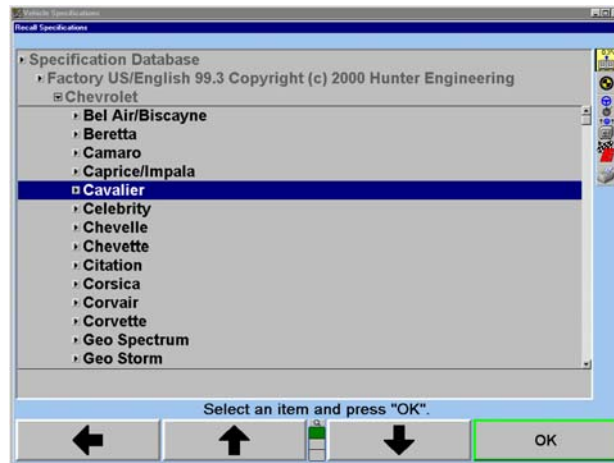 Vehicle Specifications
Recall Specifications
Specification Database
Factory US/English 99.3 Copyright (c) 2000 Hunter Engineering
Chevrolet
Bel Air/Biscayne
Beretta
Camaro
Caprice/Impala
Cavalier
Celebrity
Chevelle
Chevette
Citation
Corsica
Corvair
Corvette
Geo Spectrum
Geo Storm
Select an item and press "OK".
OK